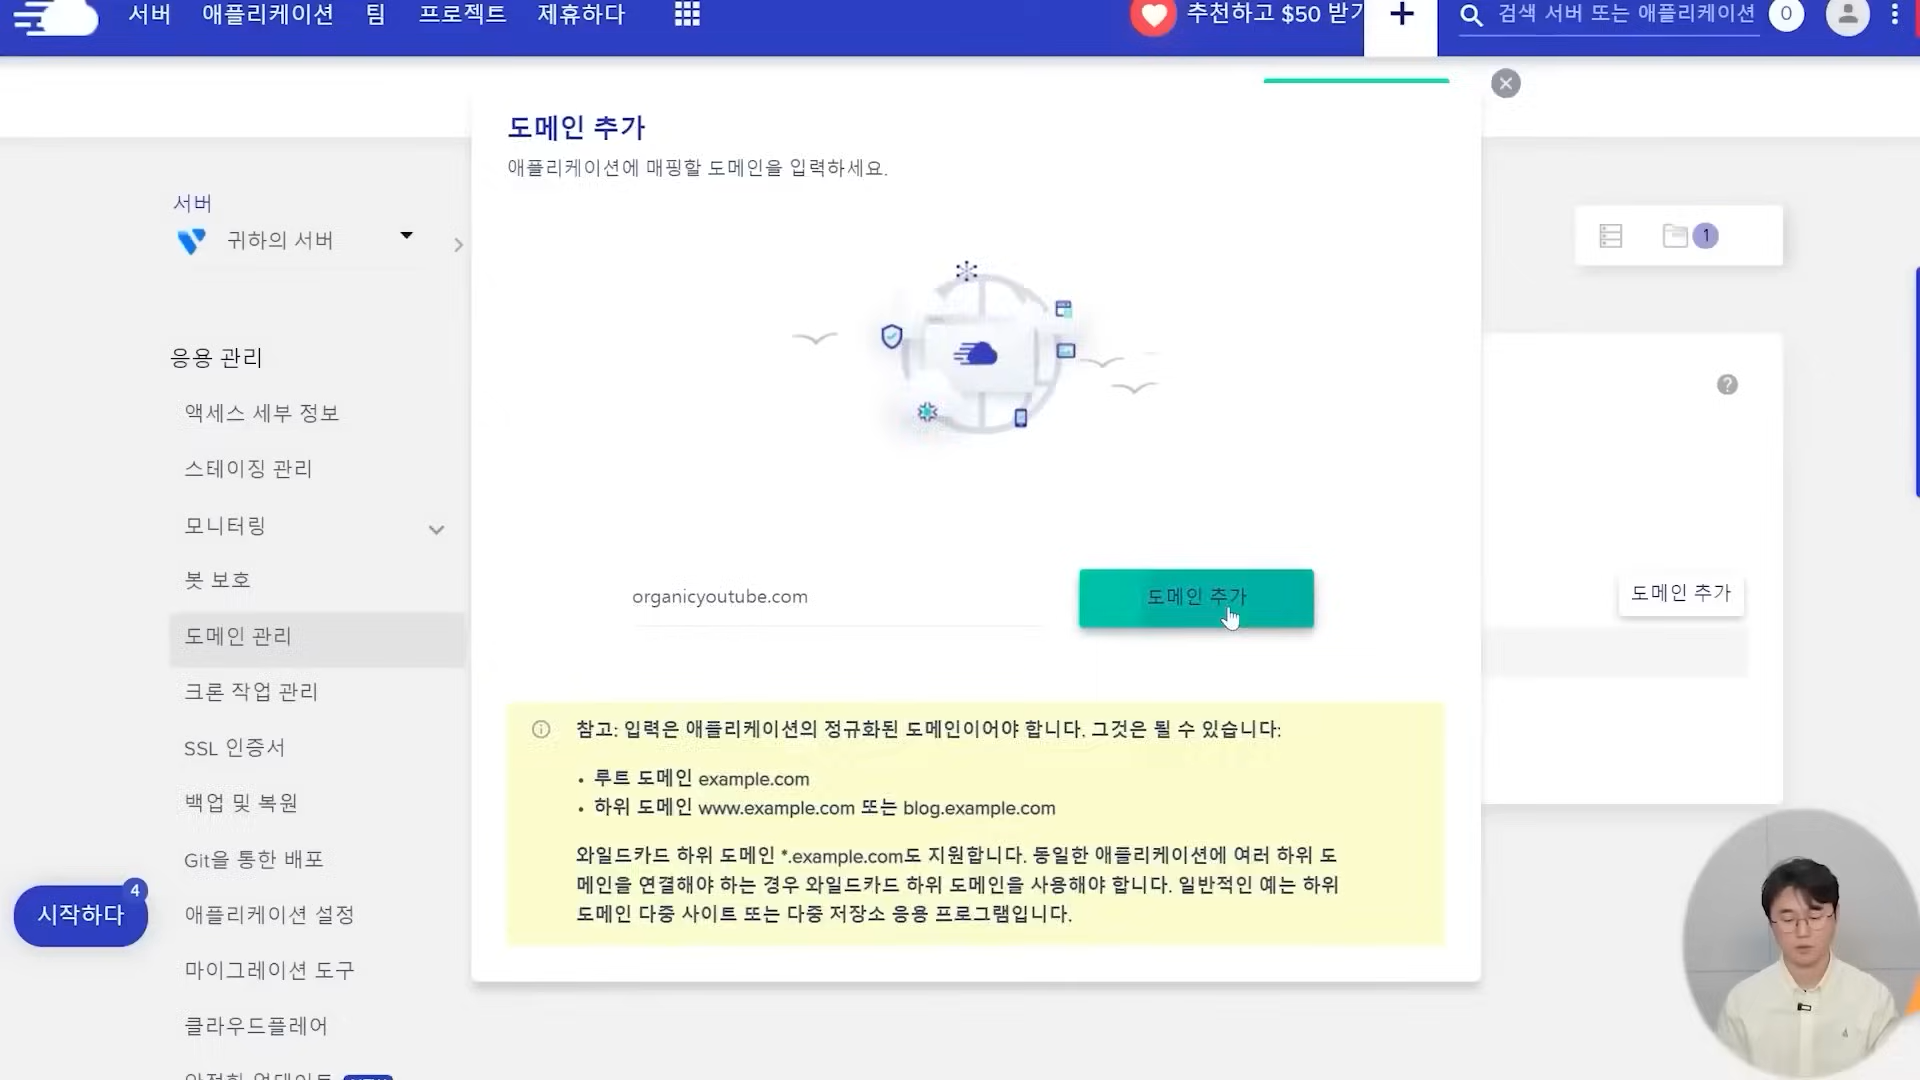 서버 애플리케이션 팀 프로젝트 제휴하다
추천하고 $50 받기
+
검색 서버 또는 애플리케이션
0
도메인 추가
애플리케이션에 매핑할 도메인을 입력하세요.
서버
귀하의 서버
1
응용 관리
액세스 세부 정보
스테이징 관리
모니터링
봇 보호
도메인 관리
크론 작업 관리
SSL 인증서
백업 및 복원
Git을 통한 배포
애플리케이션 설정
마이그레이션 도구
클라우드플레어
시작하다
4
organicyoutube.com
도메인 추가
도메인 추가
참고: 입력은 애플리케이션의 정규화된 도메인이어야 합니다. 그것은 될 수 있습니다:
• 루트 도메인 example.com
• 하위 도메인 www.example.com 또는 blog.example.com
와일드카드 하위 도메인 *.example.com도 지원합니다. 동일한 애플리케이션에 여러 하위 도
메인을 연결해야 하는 경우 와일드카드 하위 도메인을 사용해야 합니다. 일반적인 예는 하위
도메인 다중 사이트 또는 다중 저장소 응용 프로그램입니다.